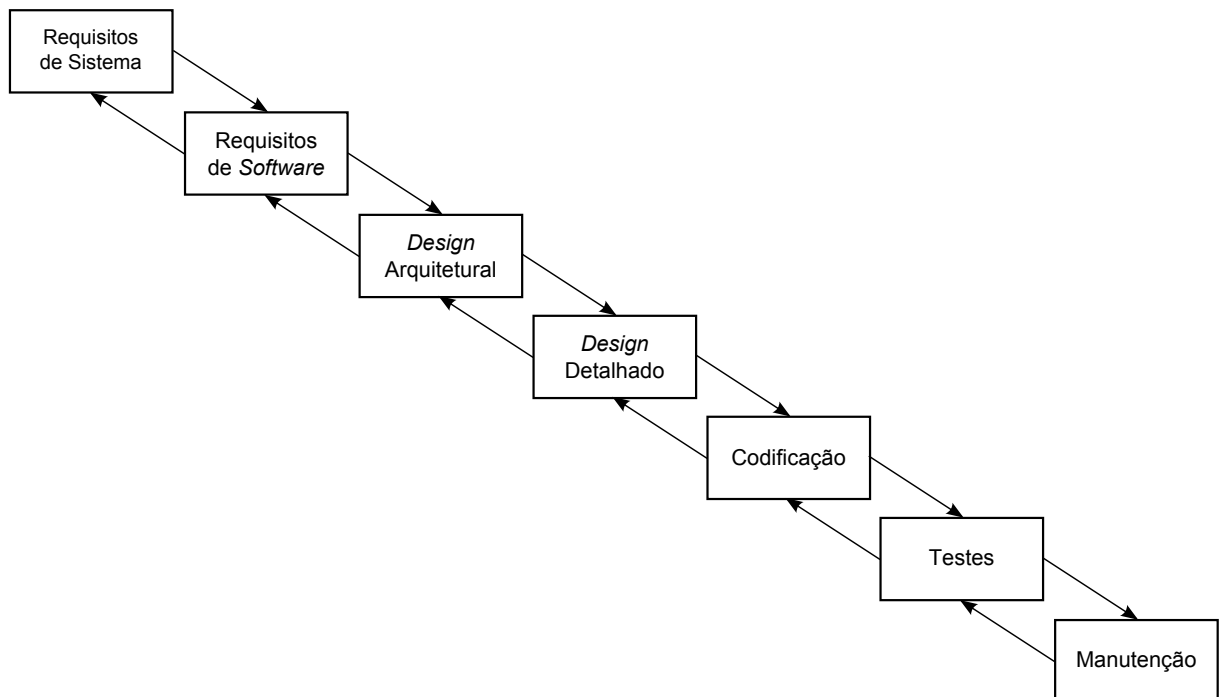 Requisitos
de Sistema
Requisitos
de Software
Design
Arquitetural
Design
Detalhado
Codificação
Testes
Manutenção